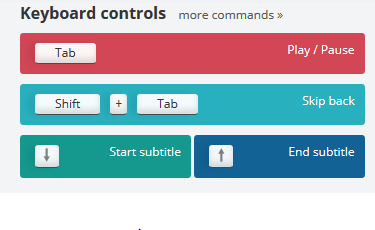 Keyboard controls more commands »
Tab Play / Pause
Shift + Tab Skip back
↓ Start subtitle ↑ End subtitle